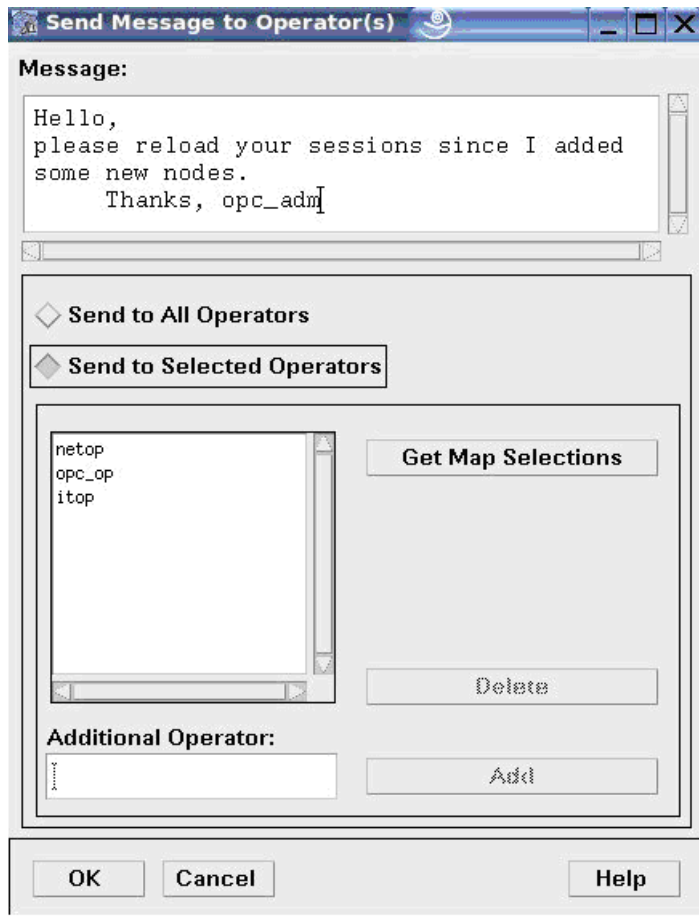 Send Message to Operator(s)
Message:
Hello,
please reload your sessions since I added
some new nodes.
Thanks, opc_adm
Send to All Operators
Send to Selected Operators
netop
opc_op
itop
Get Map Selections
Delete
Additional Operator:
Add
OK
Cancel
Help